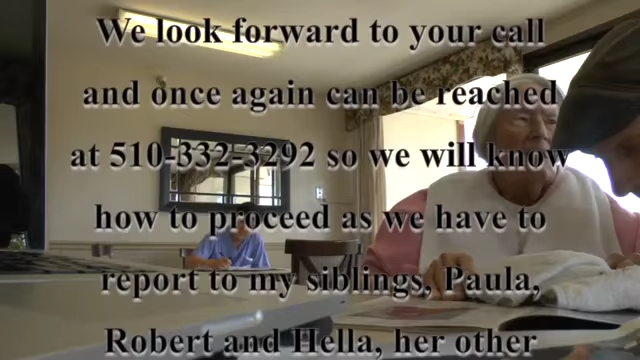 We look forward to your call
and once again can be reached
at 510-332-3292 so we will know
how to proceed as we have to
report to my siblings, Paula,
Robert and Hella, her other